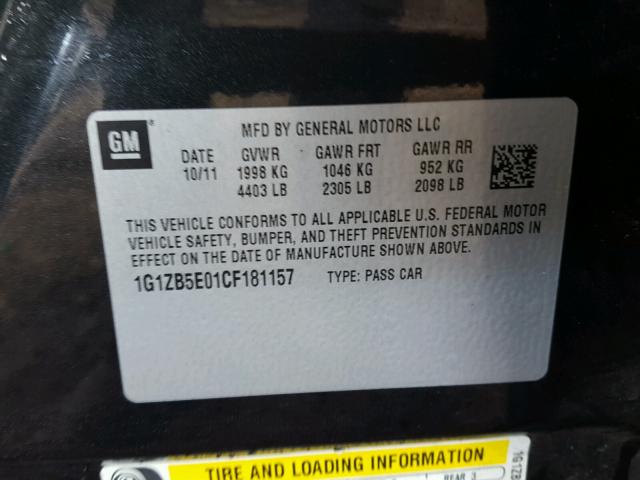 GM
MFD BY GENERAL MOTORS LLC
DATE GVWR GAWR FRT GAWR RR
10/11 1998 KG 1046 KG 952 KG
4403 LB 2305 LB 2098 LB
THIS VEHICLE CONFORMS TO ALL APPLICABLE U.S. FEDERAL MOTOR
VEHICLE SAFETY, BUMPER, AND THEFT PREVENTION STANDARDS IN
EFFECT ON THE DATE OF MANUFACTURE SHOWN ABOVE.
1G1ZB5E01CF181157 TYPE: PASS CAR
TIRE AND LOADING INFORMATION
REAR 3
1G1ZB